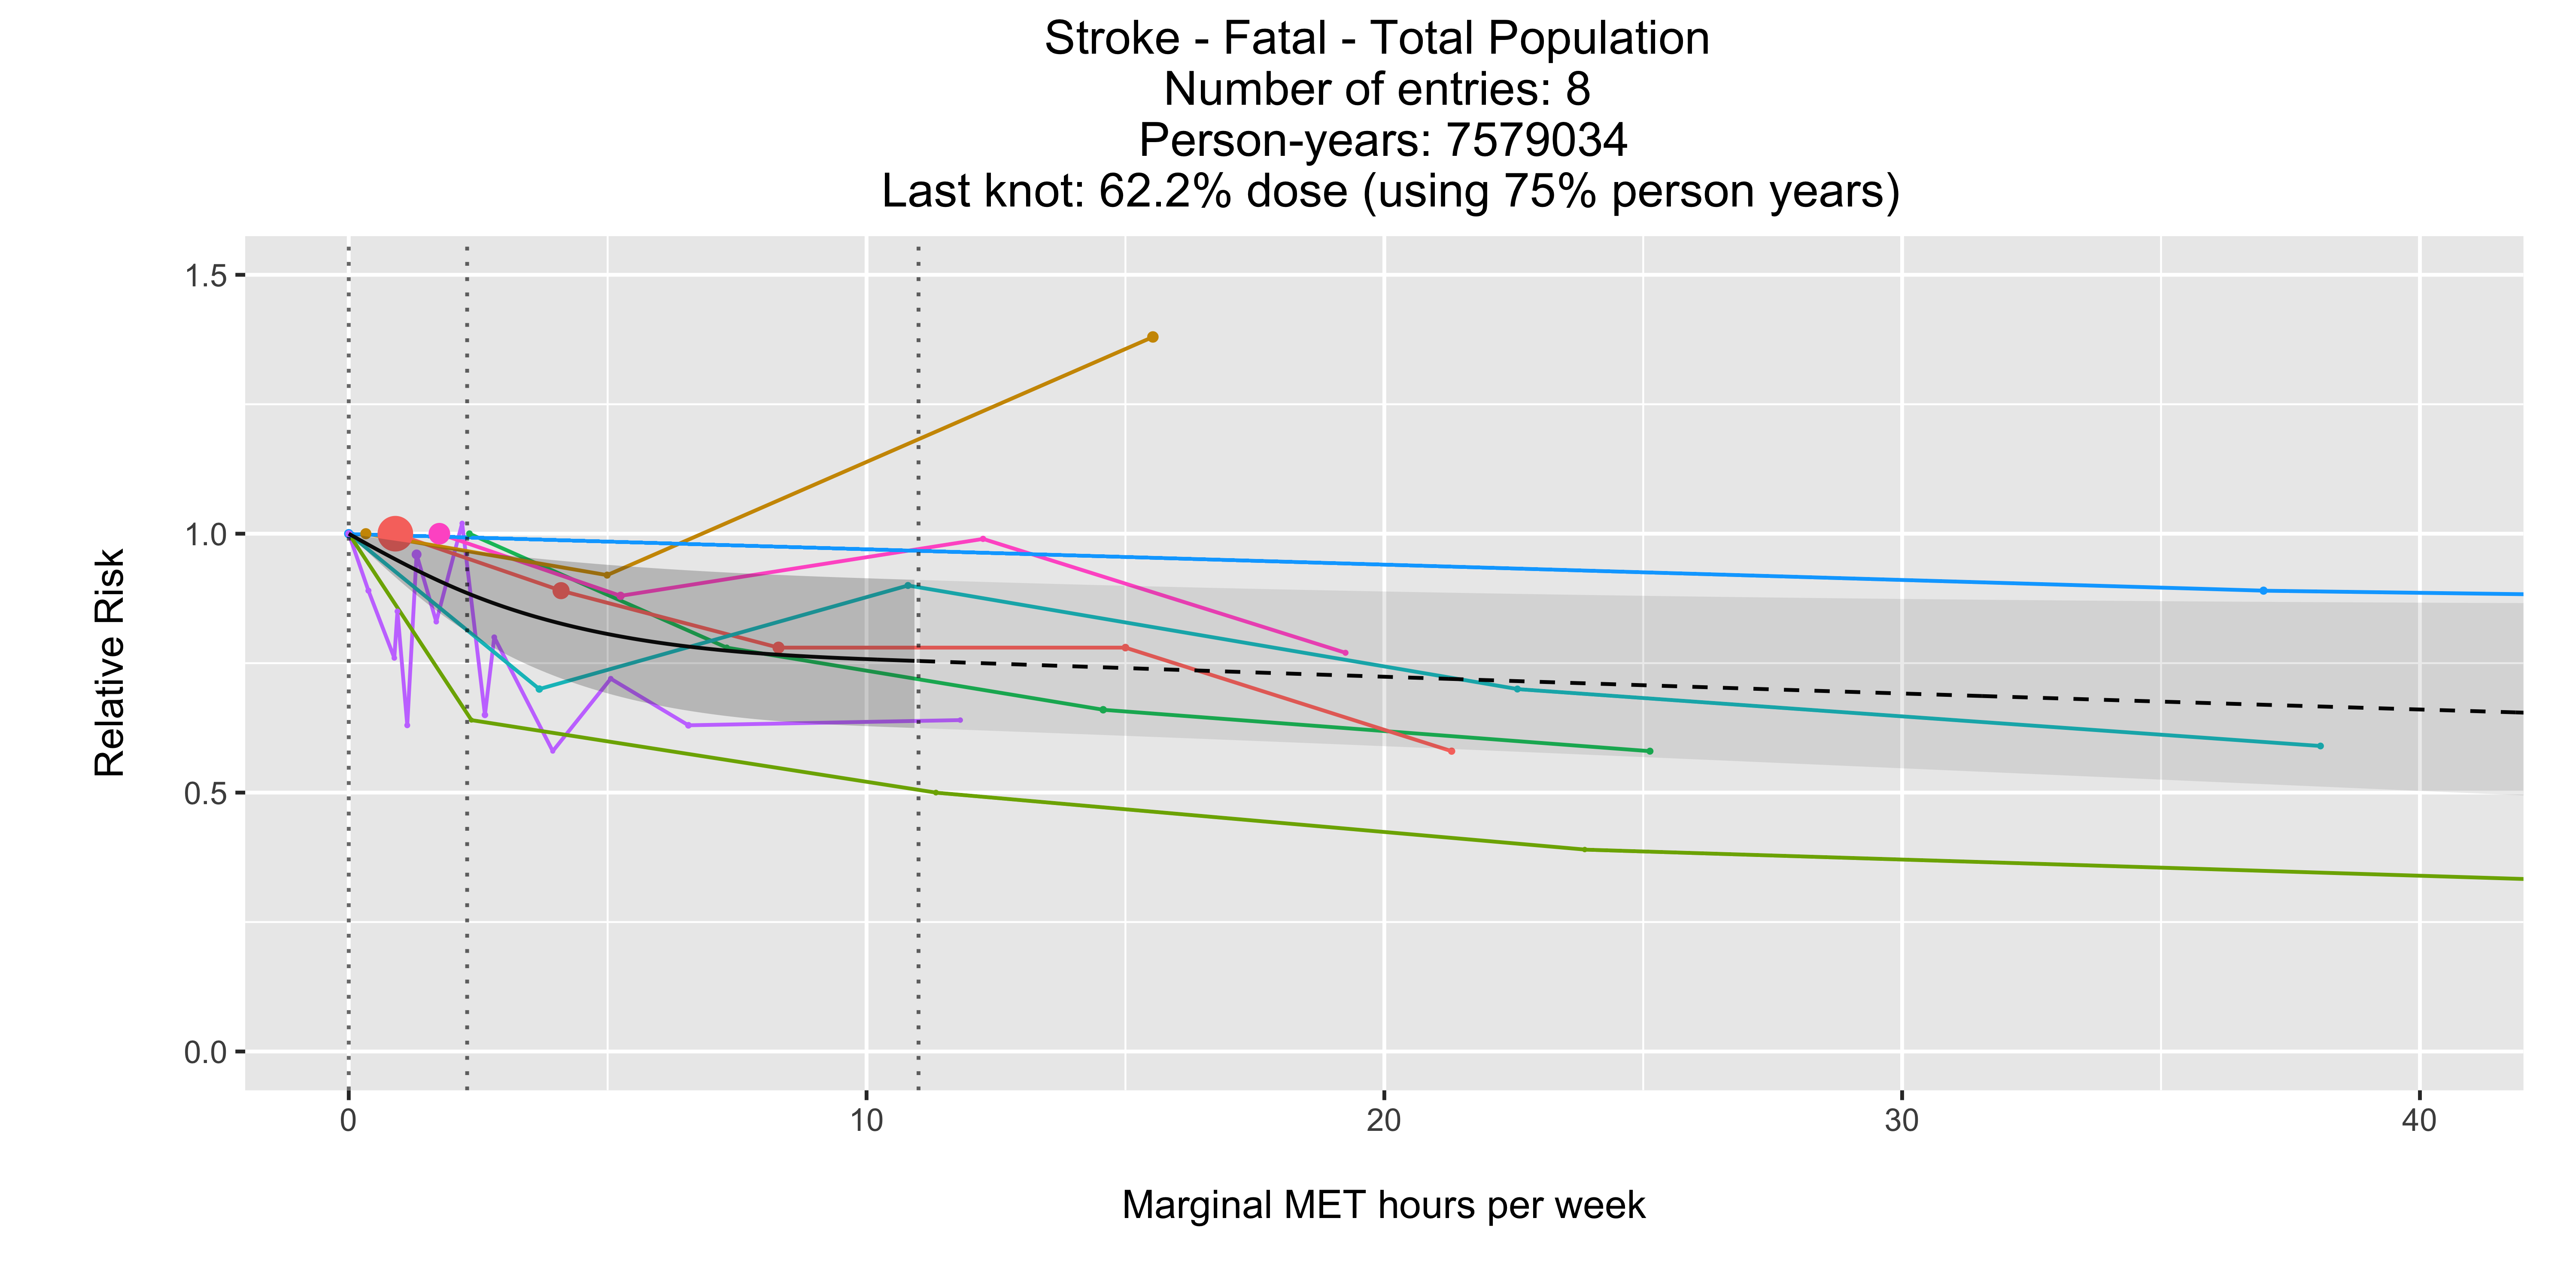 Stroke - Fatal - Total Population
Number of entries: 8
Person-years: 7579034
Last knot: 62.2% dose (using 75% person years)
1.5
1.0
0.5
0.0
Relative Risk
0 10 20 30 40
Marginal MET hours per week